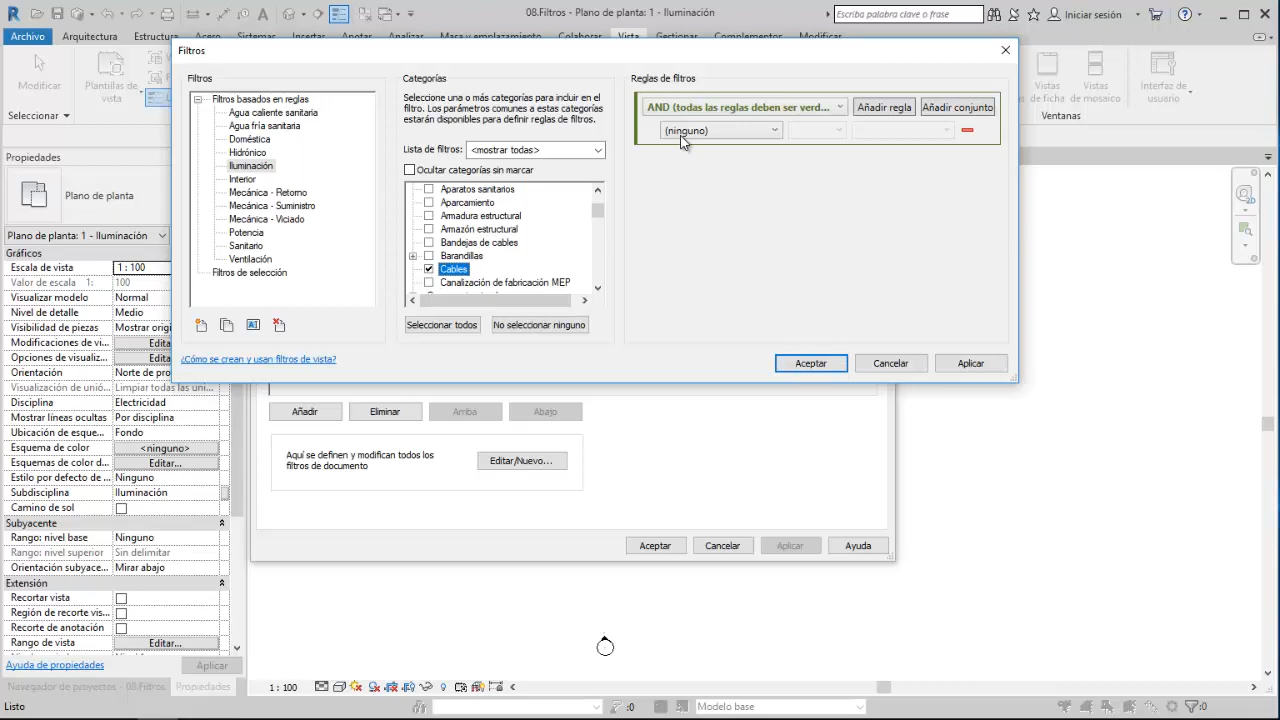 08.Filtros - Plano de planta: 1 - Iluminación
Escriba palabra clave o frase
Iniciar sesión
Archivo
Arquitectura
Vista
Filtros
Modificar
Plantillas de
vista
Vistas
de ficha
Vistas
de mosaico
Interfaz de
usuario
Seleccionar
Ventanas
Filtros
Filtros basados en reglas
Agua caliente sanitaria
Agua fría sanitaria
Doméstica
Hidrónico
Iluminación
Interior
Mecánica - Retorno
Mecánica - Suministro
Mecánica - Viciado
Potencia
Sanitario
Ventilación
Filtros de selección
¿Cómo se crean y usan filtros de vista?
Categorías
Seleccione una o más categorías para incluir en el
filtro. Los parámetros comunes a estas categorías
estarán disponibles para definir reglas de filtros.
Lista de filtros:
<mostrar todas>
Ocultar categorías sin marcar
Aparatos sanitarios
Aparcamiento
Armadura estructural
Armazón estructural
Bandejas de cables
Barandillas
Cables
Canalización de fabricación MEP
Seleccionar todos
No seleccionar ninguno
Reglas de filtros
AND (todas las reglas deben ser verd...
Añadir regla
Añadir conjunto
(ninguno)
Aceptar
Cancelar
Aplicar
Propiedades
Plano de planta
Plano de planta: 1 - Iluminación
Gráficos
Escala de vista
1 : 100
Valor de escala 1:
100
Visualizar modelo
Normal
Nivel de detalle
Medio
Visibilidad de piezas
Mostrar origi
Modificaciones de vi...
Edita
Opciones de visualiz...
Edita
Orientación
Norte de pro
Visualización de unió...
Limpiar todas las uni...
Disciplina
Electricidad
Mostrar líneas ocultas
Por disciplina
Ubicación de esque...
Fondo
Esquema de color
<ninguno>
Esquemas de color d...
Editar...
Estilo por defecto de ...
Ninguno
Subdisciplina
Iluminación
Camino de sol
Subyacente
Rango: nivel base
Ninguno
Rango: nivel superior
Sin delimitar
Orientación subyace...
Mirar abajo
Extensión
Recortar vista
Región de recorte vis...
Recorte de anotación
Rango de vista
Editar...
Ayuda de propiedades
Aplicar
Navegador de proyectos - 08.Filtros
Propiedades
Añadir
Eliminar
Arriba
Abajo
Aquí se definen y modifican todos los
filtros de documento
Editar/Nuevo...
Aceptar
Cancelar
Aplicar
Ayuda
1 : 100
Listo
:0
Modelo base
:0